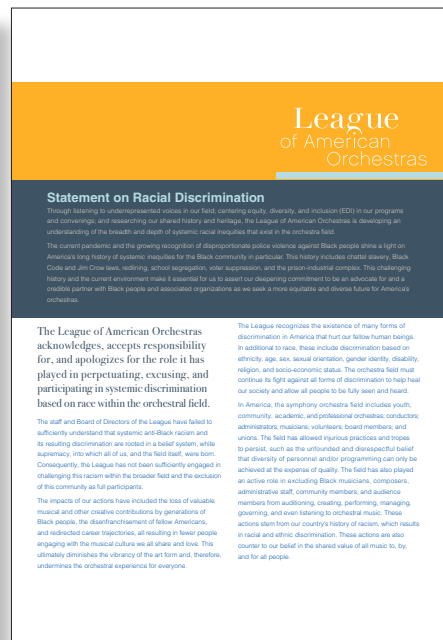 League
of American
Orchestras
Statement on Racial Discrimination
Through listening to underrepresented voices in our field; centering equity, diversity, and inclusion (EDI) in our programs
and convenings; and researching our shared history and heritage, the League of American Orchestras is developing an
understanding of the breadth and depth of systemic racial inequities that exist in the orchestra field.
The current pandemic and the growing recognition of disproportionate police violence against Black people shine a light on
America's long history of systemic inequities for the Black community in particular. This history includes chattel slavery, Black
Code and Jim Crow laws, redlining, school segregation, voter suppression, and the prison-industrial complex. This challenging
history and the current environment make it essential for us to assert our deepening commitment to be an advocate for and a
credible partner with Black people and associated organizations as we seek a more equitable and diverse future for America's
orchestras.
The League of American Orchestras
acknowledges, accepts responsibility
for, and apologizes for the role it has
played in perpetuating, excusing, and
participating in systemic discrimination
based on race within the orchestral field.
The staff and Board of Directors of the League have failed to
sufficiently understand that systemic anti-Black racism and
its resulting discrimination are rooted in a belief system, white
supremacy, into which all of us, and the field itself, were born.
Consequently, the League has not been sufficiently engaged in
challenging this racism within the broader field and the exclusion
of this community as full participants.
The impacts of our actions have included the loss of valuable
musical and other creative contributions by generations of
Black people, the disenfranchisement of fellow Americans,
and redirected career trajectories, all resulting in fewer people
engaging with the musical culture we all share and love. This
ultimately diminishes the vibrancy of the art form and, therefore,
undermines the orchestral experience for everyone.
The League recognizes the existence of many forms of
discrimination in America that hurt our fellow human beings.
In additional to race, these include discrimination based on
ethnicity, age, sex, sexual orientation, gender identity, disability,
religion, and socio-economic status. The orchestra field must
continue its fight against all forms of discrimination to help heal
our society and allow all people to be fully seen and heard.
In America, the symphony orchestra field includes youth,
community, academic, and professional orchestras; conductors;
administrators; musicians; volunteers; board members; and
unions. The field has allowed injurious practices and tropes
to persist, such as the unfounded and disrespectful belief
that diversity of personnel and/or programming can only be
achieved at the expense of quality. The field has also played
an active role in excluding Black musicians, composers,
administrative staff, community members, and audience
members from auditioning, creating, performing, managing,
governing, and even listening to orchestral music. These
actions stem from our country's history of racism, which results
in racial and ethnic discrimination. These actions are also
counter to our belief in the shared value of all music to, by,
and for all people.